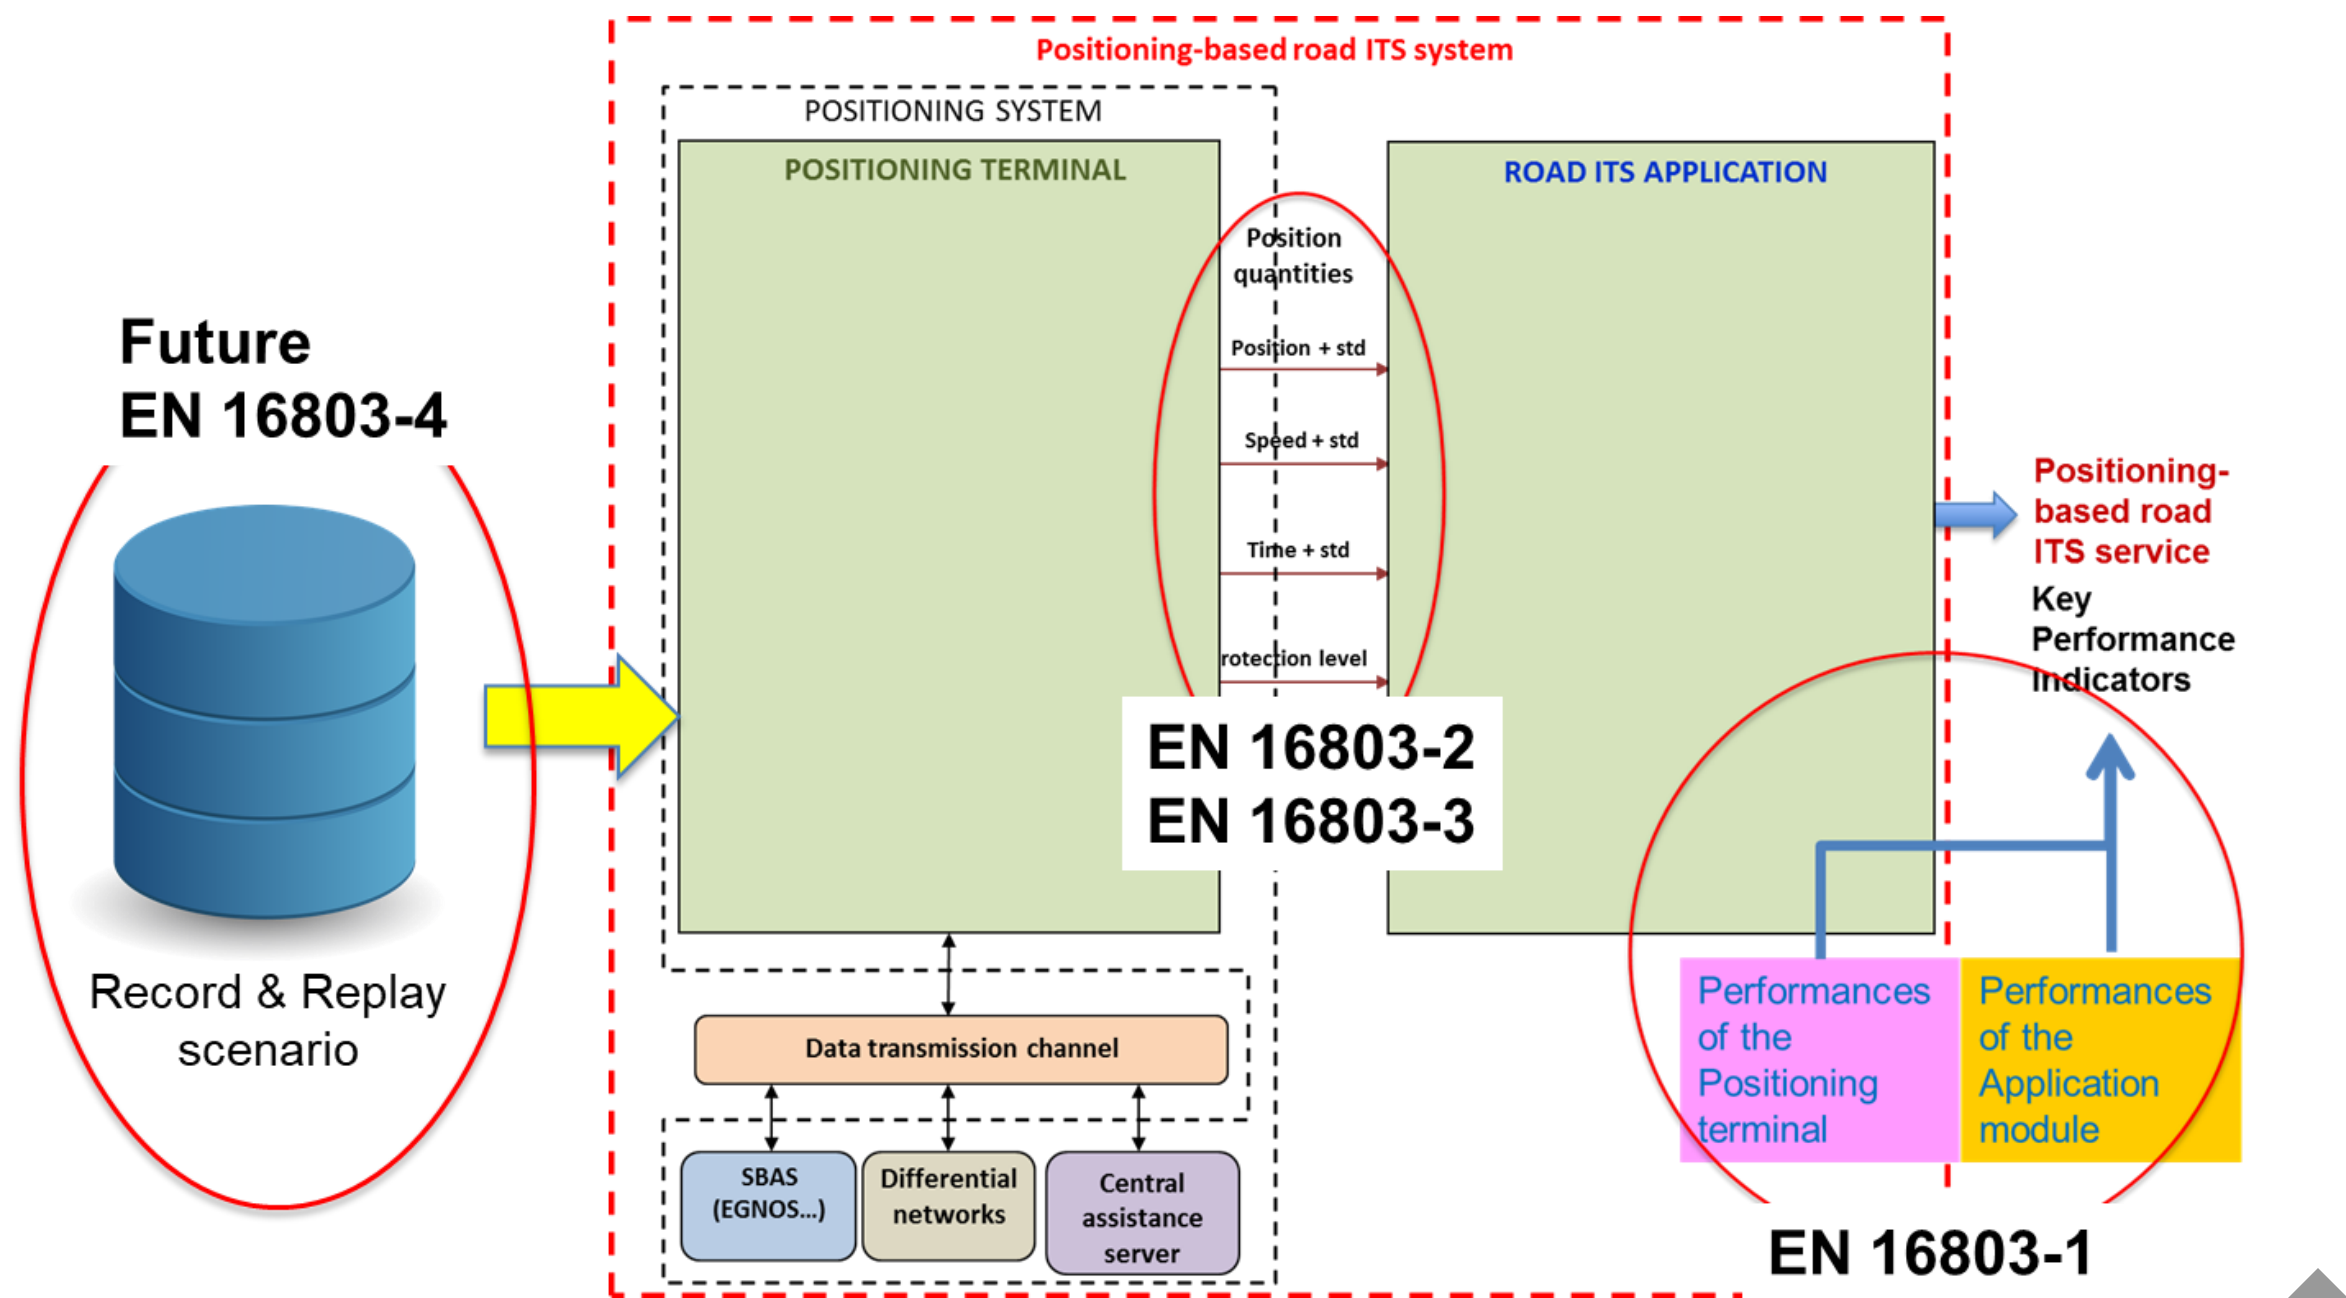 Positioning-based road ITS system
POSITIONING SYSTEM
POSITIONING TERMINAL
ROAD ITS APPLICATION
Position
quantities
Position + std
Speed + std
Time + std
rotection level
Future
EN 16803-4
Record & Replay
scenario
EN 16803-2
EN 16803-3
Positioning-
based road
ITS service
Key
Performance
Indicators
Data transmission channel
SBAS
(EGNOS...)
Differential
networks
Central
assistance
server
Performances
of the
Positioning
terminal
Performances
of the
Application
module
EN 16803-1